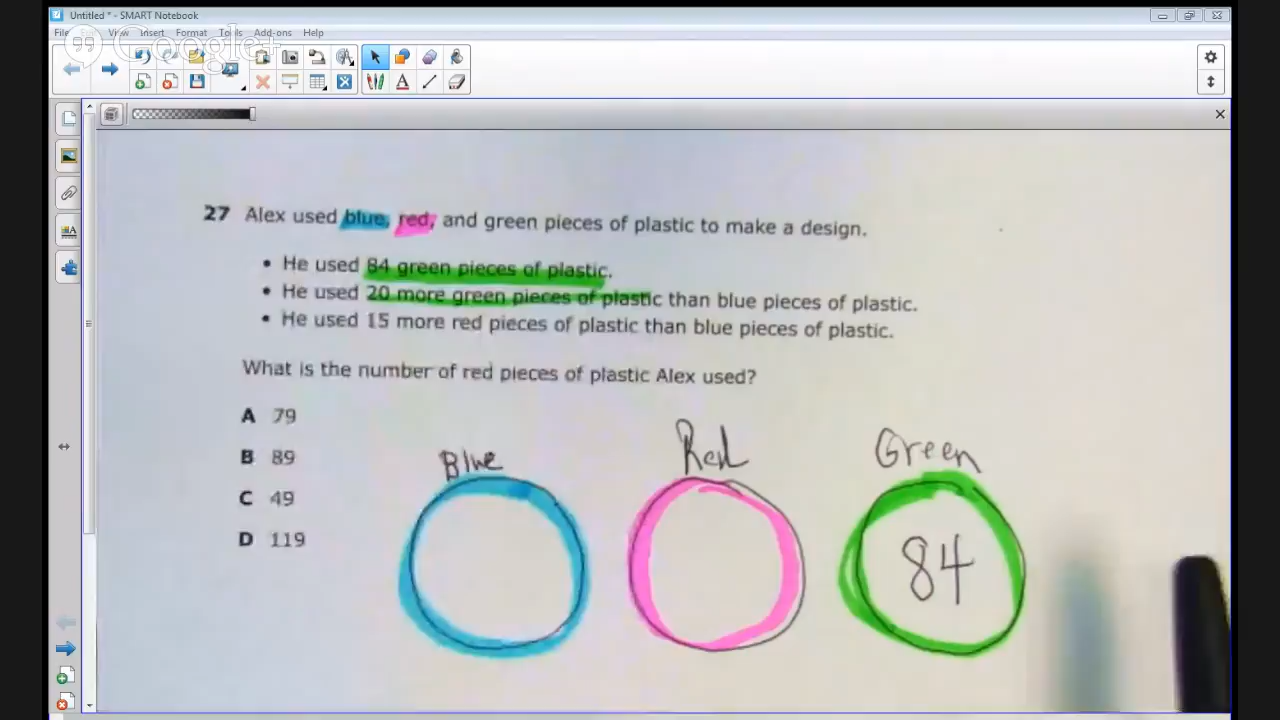 Untitled * - SMART Notebook
File Edit View Insert Format Tools Add-ons Help
Google+
27 Alex used blue, red, and green pieces of plastic to make a design.
• He used 84 green pieces of plastic.
• He used 20 more green pieces of plastic than blue pieces of plastic.
• He used 15 more red pieces of plastic than blue pieces of plastic.
What is the number of red pieces of plastic Alex used?
A 79
B 89
C 49
D 119
Blue Red Green
84